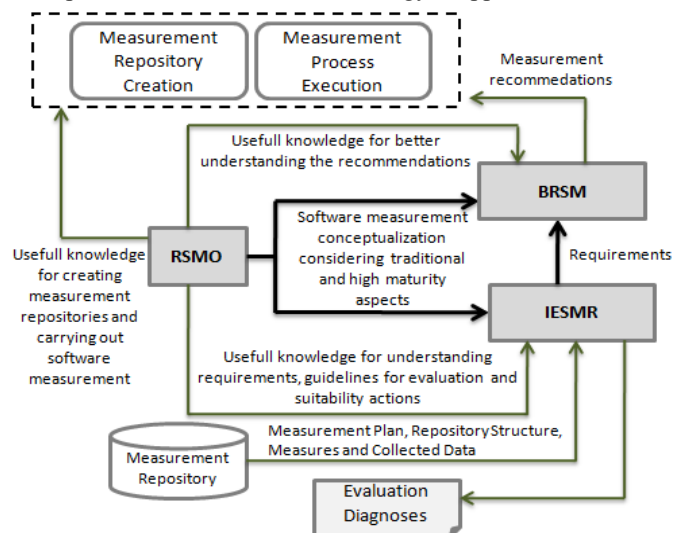 Measurement
Repository
Creation
Measurement
Process
Execution
Measurement
recommedations
Usefull knowledge for better
understanding the recommendations
BRSM
Software measurement
conceptualization
considering traditional
and high maturity
aspects
RSMO
Requirements
Usefull knowledge
for creating
measurement
repositories and
carrying out
software
measurement
IESMR
Usefull knowledge for understanding
requirements, guidelines for evaluation and
suitability actions
Measurement Plan, Repository Structure,
Measures and Collected Data
Measurement
Repository
Evaluation
Diagnoses